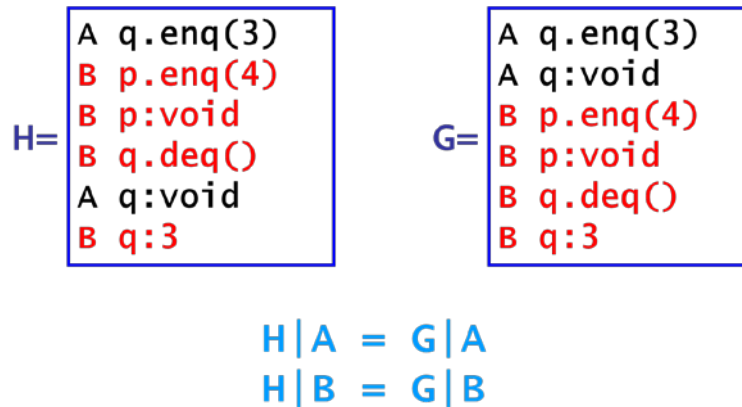 A q.enq(3)
B p.enq(4)
B p:void
H= B q.deq()
A q:void
B q:3
A q.enq(3)
A q:void
B p.enq(4)
G= B p:void
B q.deq()
B q:3
H|A = G|A
H|B = G|B